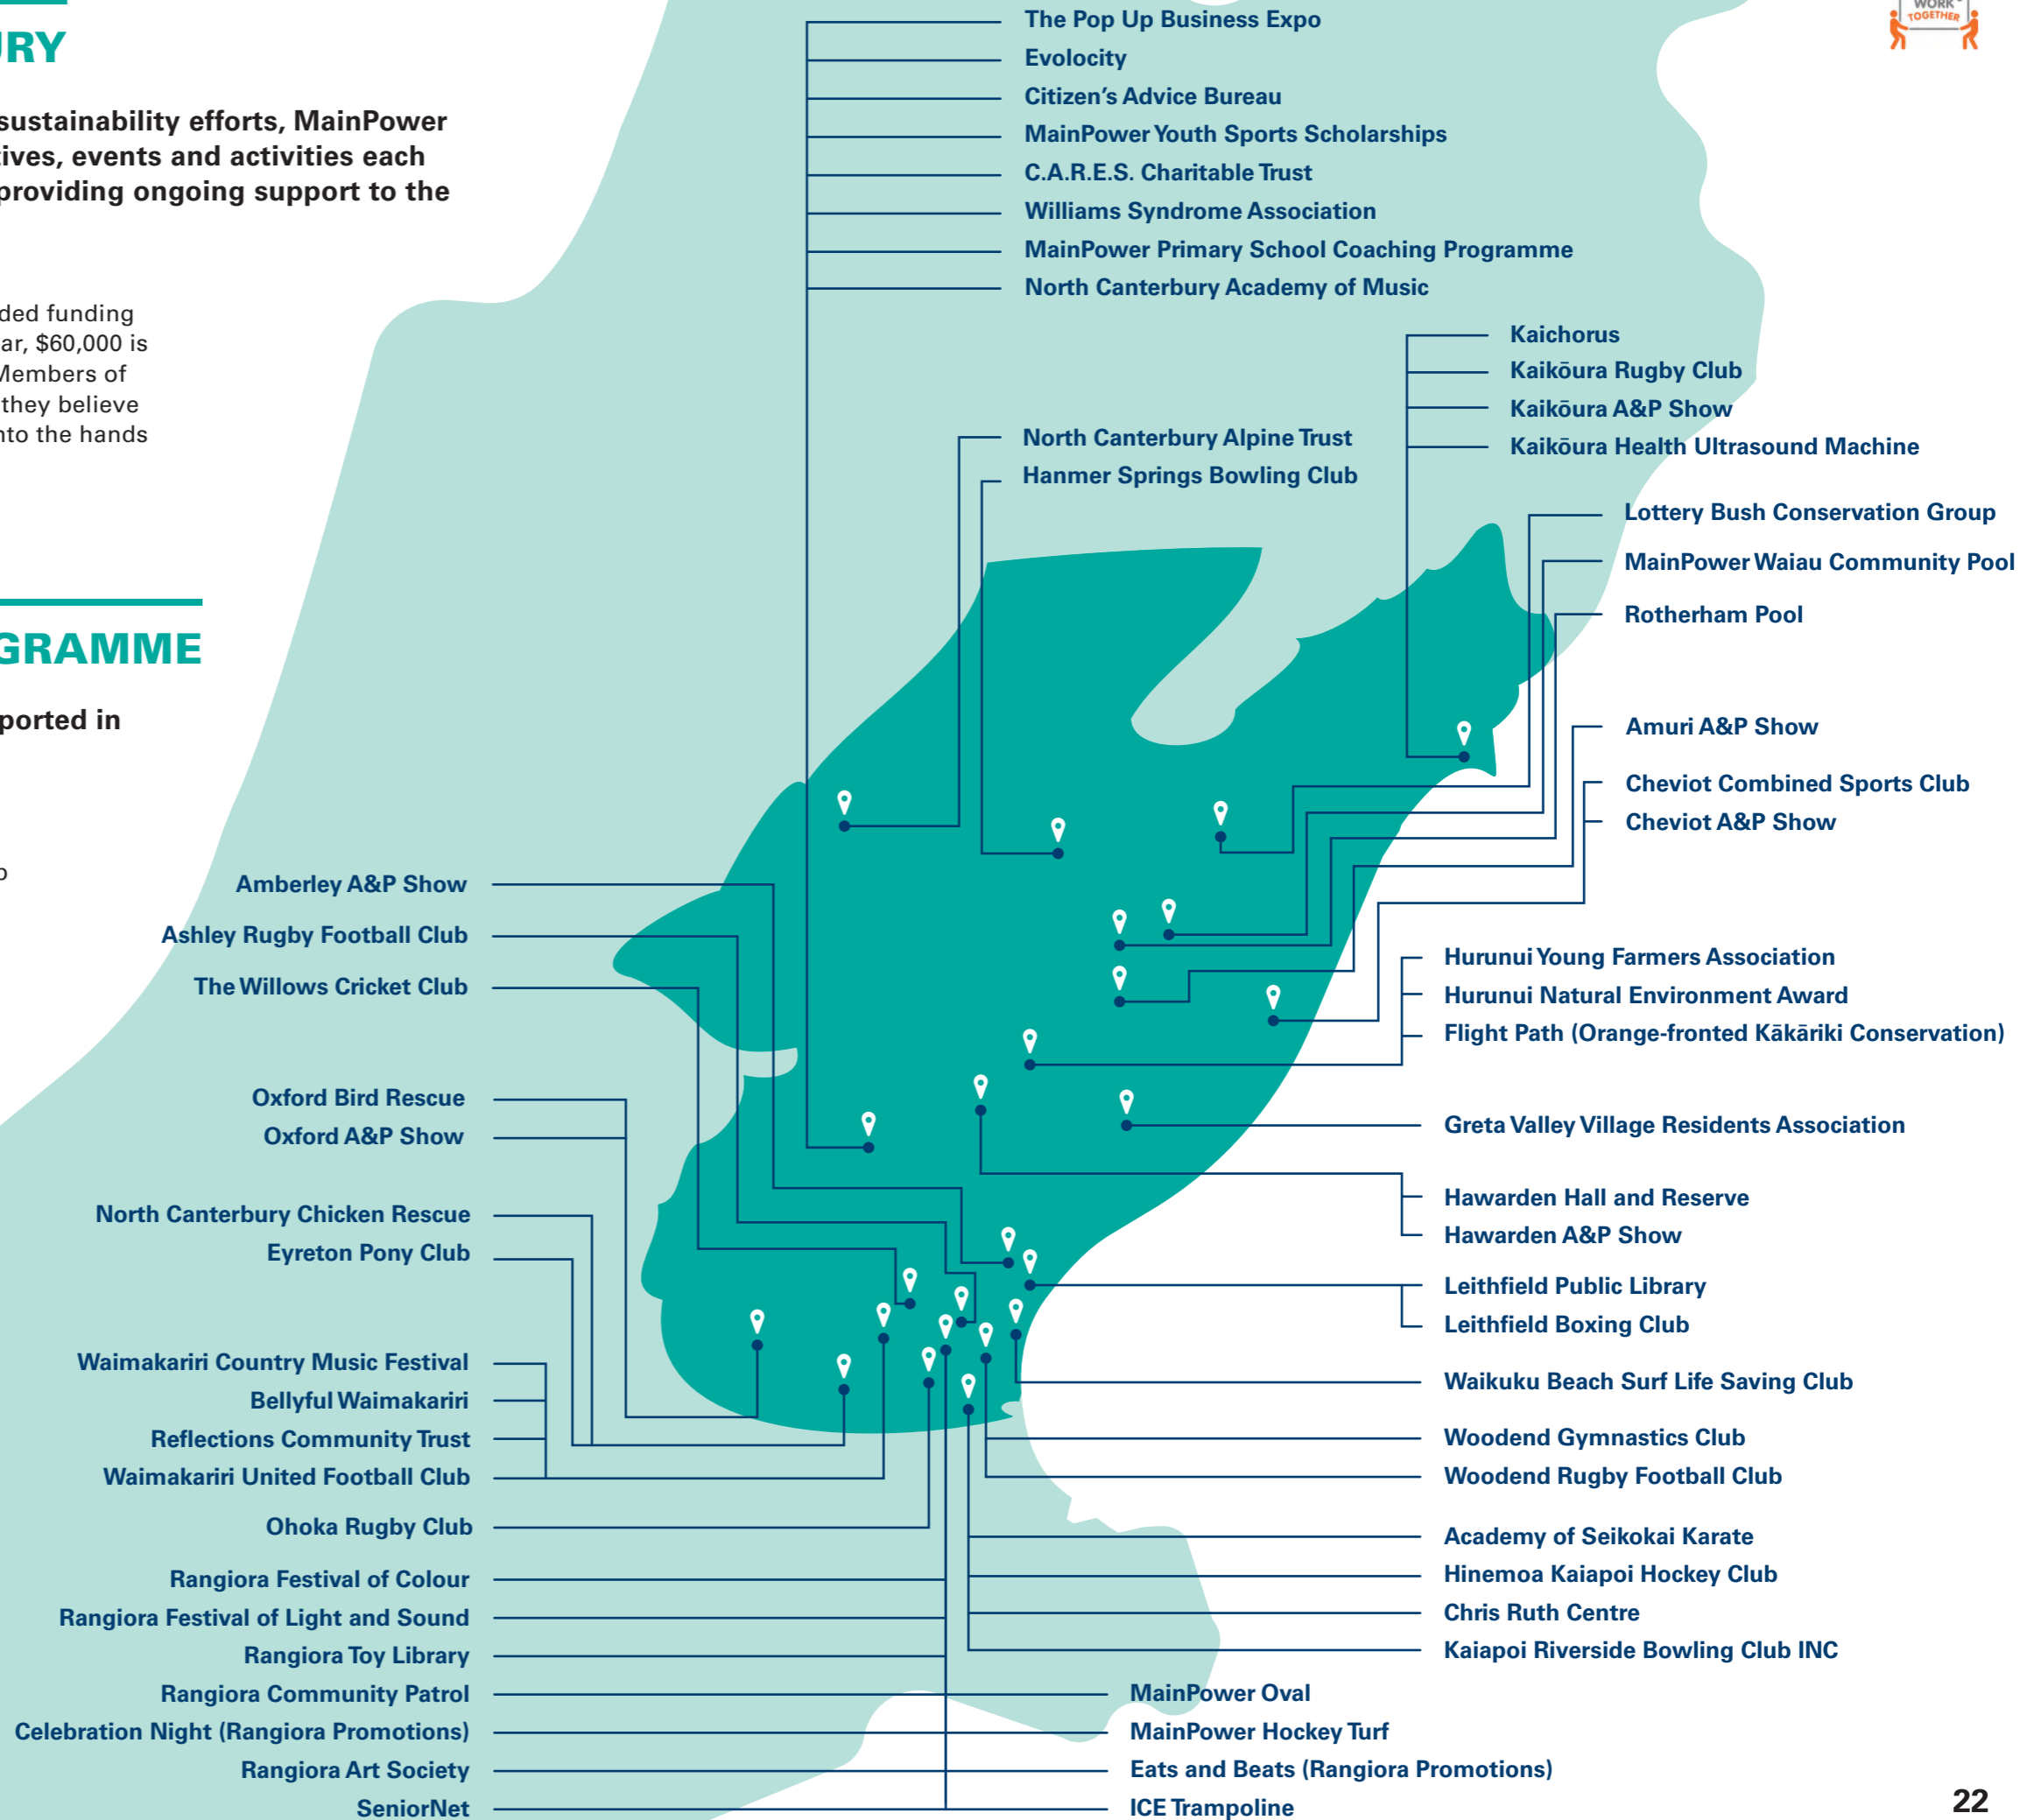 URY
sustainability efforts, MainPower
tives, events and activities each
providing ongoing support to the
ded funding
ar, $60,000 is
Members of
they believe
nto the hands
GRAMME
ported in
WORK
TOGETHER
The Pop Up Business Expo
Evolocity
Citizen's Advice Bureau
MainPower Youth Sports Scholarships
C.A.R.E.S. Charitable Trust
Williams Syndrome Association
MainPower Primary School Coaching Programme
North Canterbury Academy of Music
Kaichorus
Kaikōura Rugby Club
Kaikōura A&P Show
Kaikōura Health Ultrasound Machine
North Canterbury Alpine Trust
Hanmer Springs Bowling Club
Lottery Bush Conservation Group
MainPower Waiau Community Pool
Rotherham Pool
Amuri A&P Show
Cheviot Combined Sports Club
Cheviot A&P Show
Amberley A&P Show
Ashley Rugby Football Club
The Willows Cricket Club
Hurunui Young Farmers Association
Hurunui Natural Environment Award
Flight Path (Orange-fronted Kākāriki Conservation)
Oxford Bird Rescue
Oxford A&P Show
Greta Valley Village Residents Association
North Canterbury Chicken Rescue
Eyreton Pony Club
Hawarden Hall and Reserve
Hawarden A&P Show
Leithfield Public Library
Leithfield Boxing Club
Waimakariri Country Music Festival
Bellyful Waimakariri
Reflections Community Trust
Waimakariri United Football Club
Waikuku Beach Surf Life Saving Club
Woodend Gymnastics Club
Woodend Rugby Football Club
Ohoka Rugby Club
Academy of Seikokai Karate
Hinemoa Kaiapoi Hockey Club
Chris Ruth Centre
Kaiapoi Riverside Bowling Club INC
Rangiora Festival of Colour
Rangiora Festival of Light and Sound
Rangiora Toy Library
Rangiora Community Patrol
Celebration Night (Rangiora Promotions)
Rangiora Art Society
SeniorNet
MainPower Oval
MainPower Hockey Turf
Eats and Beats (Rangiora Promotions)
ICE Trampoline
22